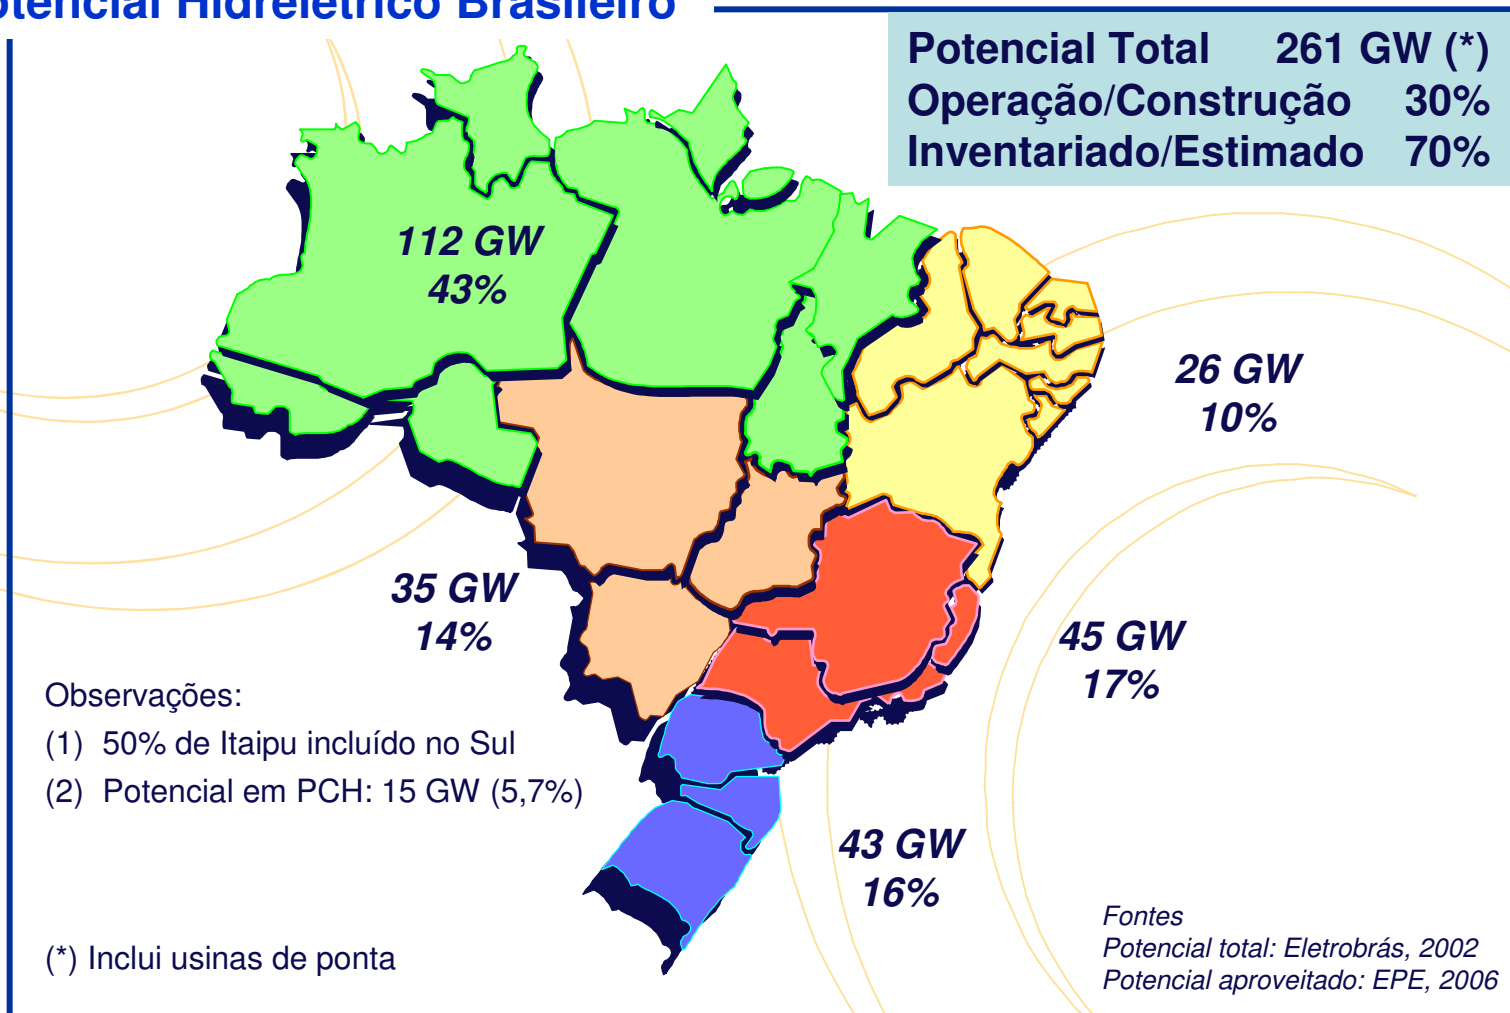 tencial Hidrelétrico Brasileiro
Potencial Total 261 GW (*)
Operação/Construção 30%
Inventariado/Estimado 70%
112 GW
43%
26 GW
10%
35 GW
14%
45 GW
17%
Observações:
(1) 50% de Itaipu incluído no Sul
(2) Potencial em PCH: 15 GW (5,7%)
43 GW
16%
(*) Inclui usinas de ponta
Fontes
Potencial total: Eletrobrás, 2002
Potencial aproveitado: EPE, 2006